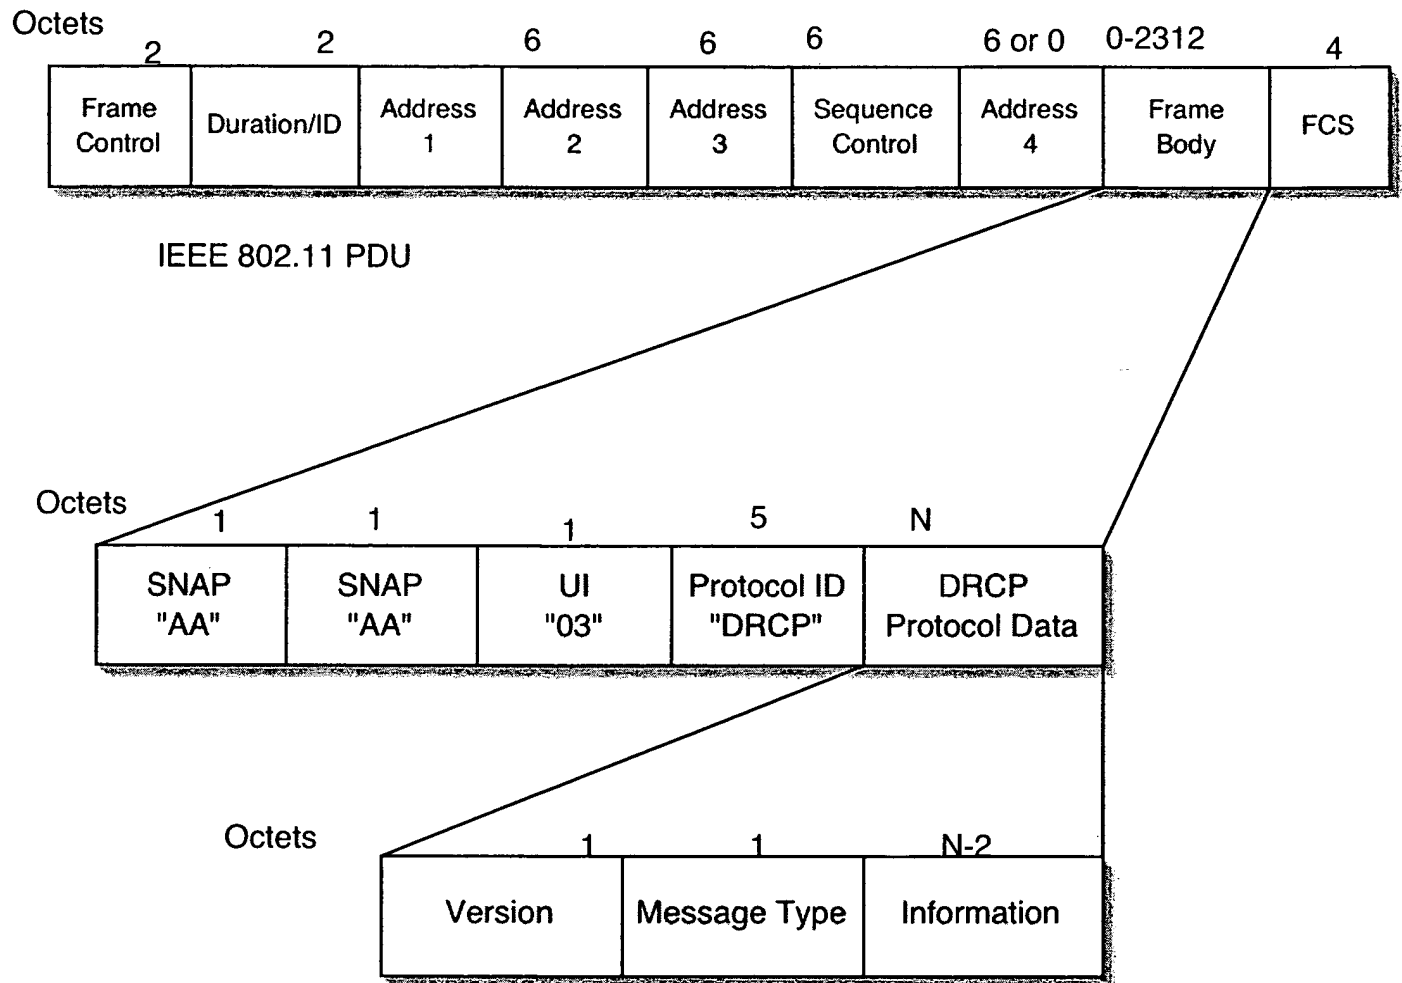 Octets
2 2 6 6 6 6 or 0 0-2312 4
Frame Control
Duration/ID
Address 1
Address 2
Address 3
Sequence Control
Address 4
Frame Body
FCS
IEEE 802.11 PDU
Octets
1 1 1 5 N
SNAP "AA"
SNAP "AA"
UI "03"
Protocol ID "DRCP"
DRCP Protocol Data
Octets
1 1 N-2
Version
Message Type
Information